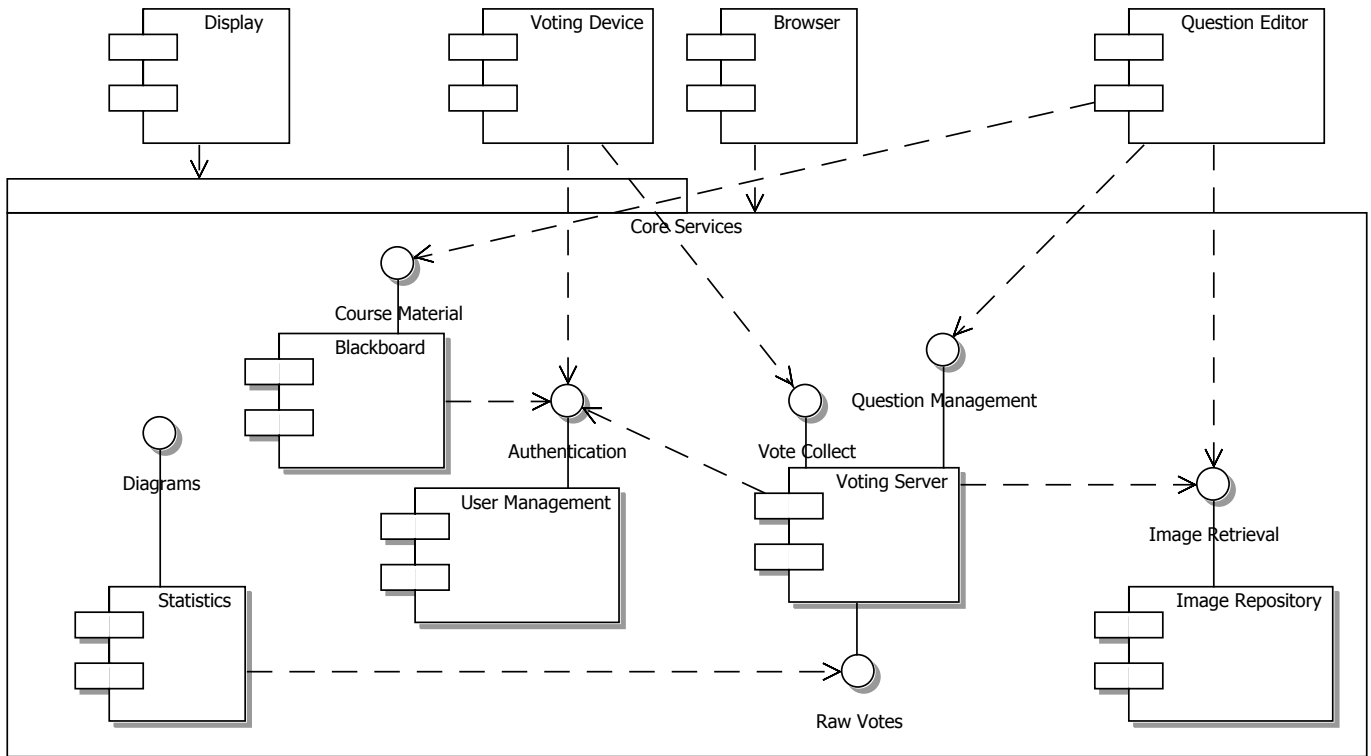 Display
Voting Device
Browser
Question Editor
Core Services
Course Material
Blackboard
Question Management
Authentication
Vote Collect
Diagrams
Voting Server
User Management
Image Retrieval
Statistics
Image Repository
Raw Votes